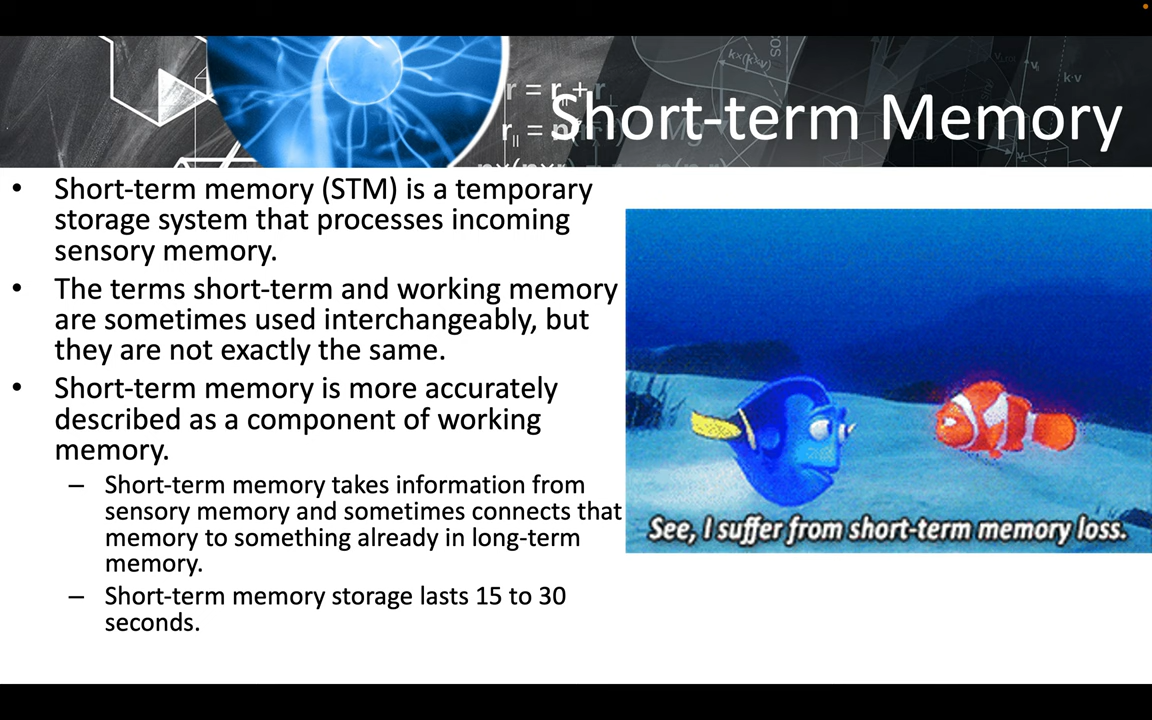 Short-term Memory
r = r + r
r|| = n
k×(k×v)
COS
k·v
• Short-term memory (STM) is a temporary
storage system that processes incoming
sensory memory.
• The terms short-term and working memory
are sometimes used interchangeably, but
they are not exactly the same.
• Short-term memory is more accurately
described as a component of working
memory.
– Short-term memory takes information from
sensory memory and sometimes connects that
memory to something already in long-term
memory.
– Short-term memory storage lasts 15 to 30
seconds.
See, I suffer from short-term memory loss.